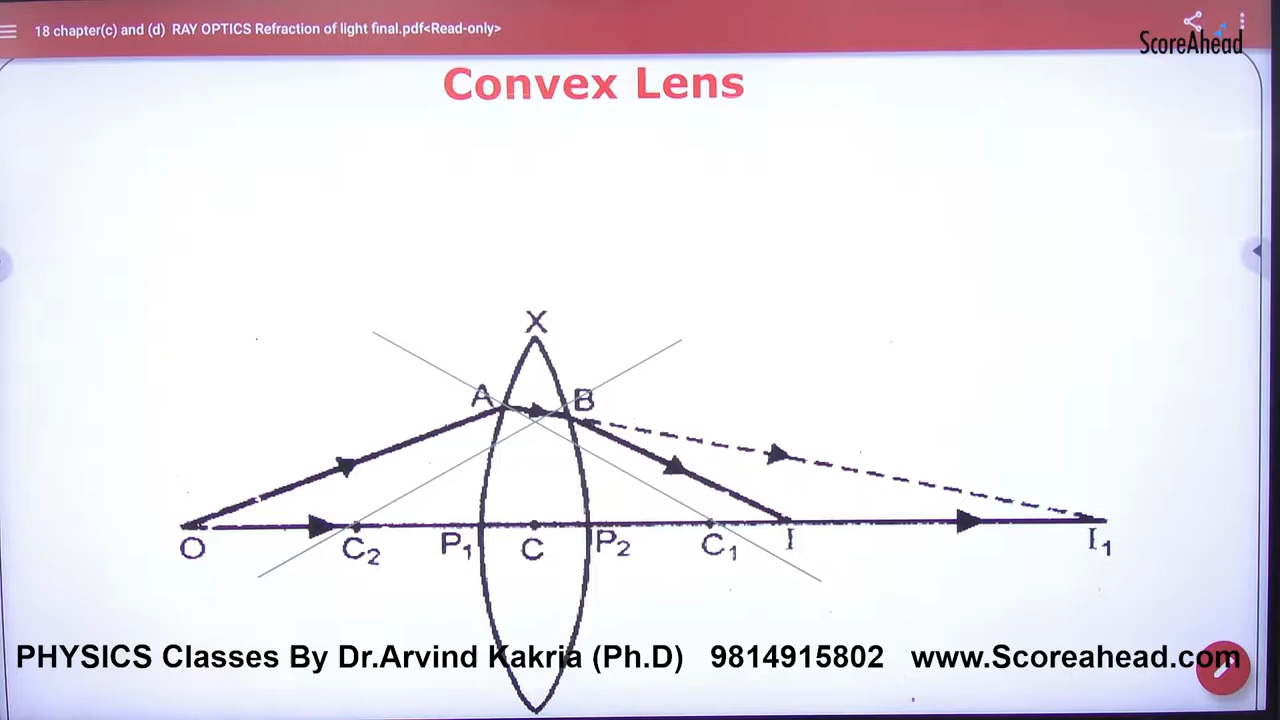 18 chapter(c) and (d) RAY OPTICS Refraction of light final.pdf<Read-only>
ScoreAhead
Convex Lens
X
A B
O C2 P1 C P2 C1 I I1
PHYSICS Classes By Dr.Arvind Kakria (Ph.D) 9814915802 www.Scoreahead.com